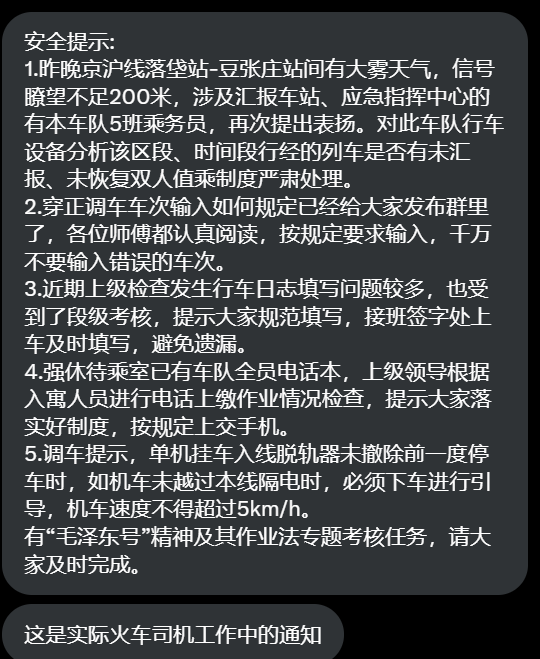 安全提示:
1.昨晚京沪线落垡站-豆张庄站间有大雾天气，信号
瞭望不足200米，涉及汇报车站、应急指挥中心的
有本车队5班乘务员，再次提出表扬。对此车队行车
设备分析该区段、时间段行经的列车是否有未汇
报、未恢复双人值乘制度严肃处理。
2.穿正调车车次输入如何规定已经给大家发布群里
了，各位师傅都认真阅读，按规定要求输入，千万
不要输入错误的车次。
3.近期上级检查发生行车日志填写问题较多，也受
到了段级考核，提示大家规范填写，接班签字处上
车及时填写，避免遗漏。
4.强休待乘室已有车队全员电话本，上级领导根据
入寓人员进行电话上缴作业情况检查，提示大家落
实好制度，按规定上交手机。
5.调车提示，单机挂车入线脱轨器未撤除前一度停
车时，如机车未越过本线隔电时，必须下车进行引
导，机车速度不得超过5km/h。
有“毛泽东号”精神及其作业法专题考核任务，请大
家及时完成。
这是实际火车司机工作中的通知